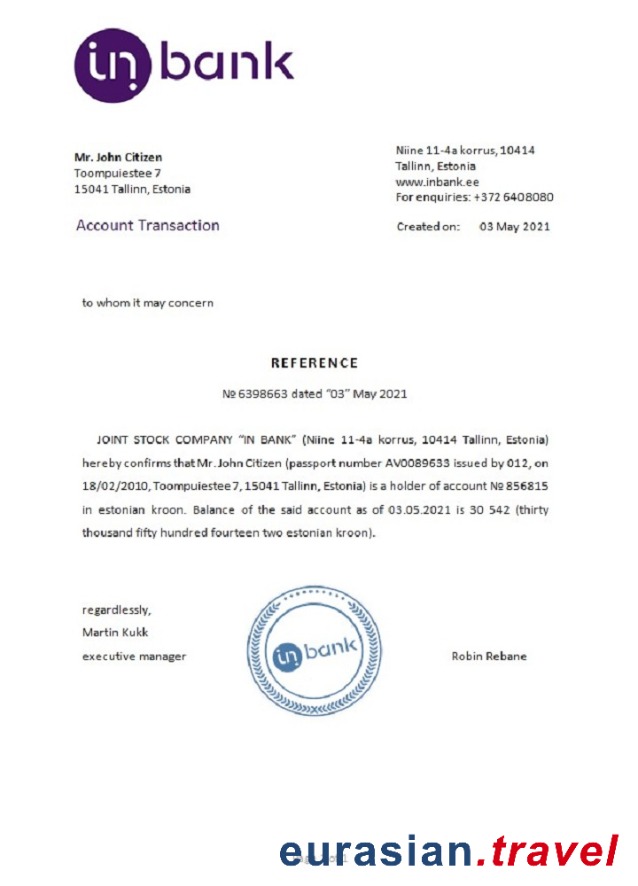 in bank
Mr. John Citizen
Toompuiestee 7
15041 Tallinn, Estonia
Niine 11-4a korrus, 10414
Tallinn, Estonia
www.inbank.ee
For enquiries: +372 6408080
Account Transaction
Created on: 03 May 2021
to whom it may concern
REFERENCE
№ 6398663 dated "03" May 2021
JOINT STOCK COMPANY "IN BANK" (Niine 11-4a korrus, 10414 Tallinn, Estonia)
hereby confirms that Mr. John Citizen (passport number AV0089633 issued by 012, on
18/02/2010, Toompuiestee 7, 15041 Tallinn, Estonia) is a holder of account № 856815
in estonian kroon. Balance of the said account as of 03.05.2021 is 30 542 (thirty
thousand fifty hundred fourteen two estonian kroon).
regardlessly,
Martin Kukk
executive manager
in bank
Robin Rebane
eurasian.travel